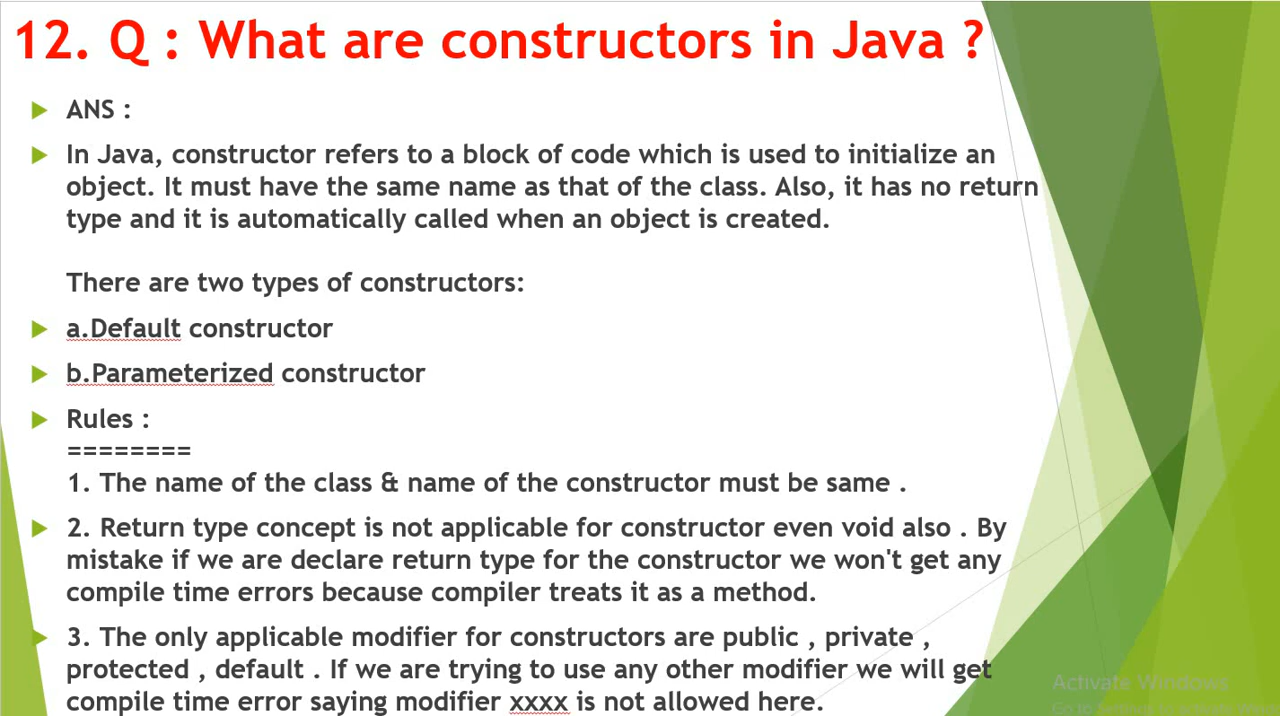 12. Q : What are constructors in Java ?
ANS :
In Java, constructor refers to a block of code which is used to initialize an
object. It must have the same name as that of the class. Also, it has no return
type and it is automatically called when an object is created.
There are two types of constructors:
a.Default constructor
b.Parameterized constructor
Rules :
========
1. The name of the class & name of the constructor must be same .
2. Return type concept is not applicable for constructor even void also . By
mistake if we are declare return type for the constructor we won't get any
compile time errors because compiler treats it as a method.
3. The only applicable modifier for constructors are public , private ,
protected , default . If we are trying to use any other modifier we will get
compile time error saying modifier xxxx is not allowed here.
Activate Windows
Go to Settings to activate